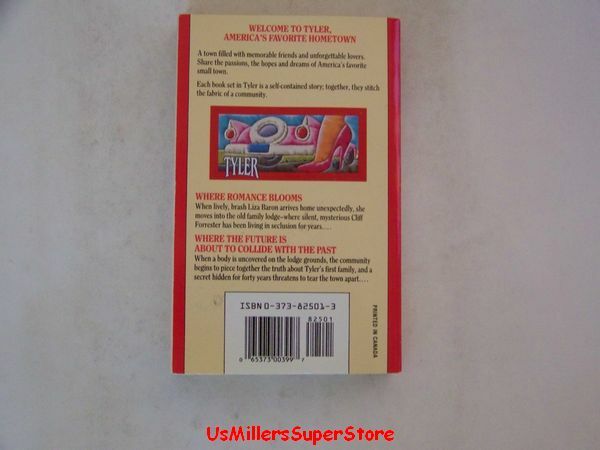 WELCOME TO TYLER,
AMERICA'S FAVORITE HOMETOWN
A town filled with memorable friends and unforgettable lovers.
Share the passions, the hopes and dreams of America's favorite
small town.
Each book set in Tyler is a self-contained story; together, they stitch
the fabric of a community.
TYLER
WHERE ROMANCE BLOOMS
When lively, brash Liza Baron arrives home unexpectedly, she
moves into the old family lodge–where silent, mysterious Cliff
Forrester has been living in seclusion for years....
WHERE THE FUTURE IS
ABOUT TO COLLIDE WITH THE PAST
When a body is uncovered on the lodge grounds, the community
begins to piece together the truth about Tyler's first family, and a
secret hidden for forty years threatens to tear the town apart....
ISBN 0-373-82501-3
82501
0 65373 00399 7
PRINTED IN CANADA
UsMillersSuperStore